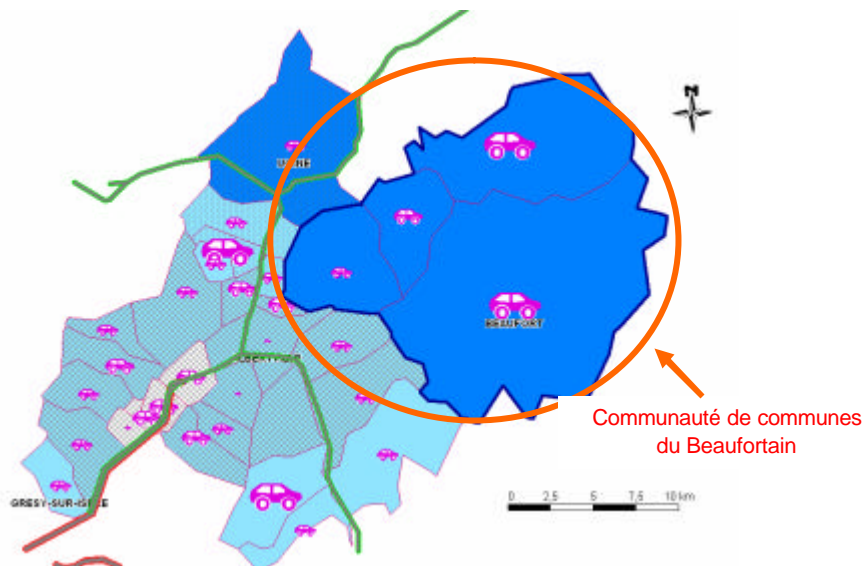 N
BEAUFORT
Communauté de communes
du Beaufortain
GRESY-SUR-ISERE
0 2,5 5 7,5 10 km